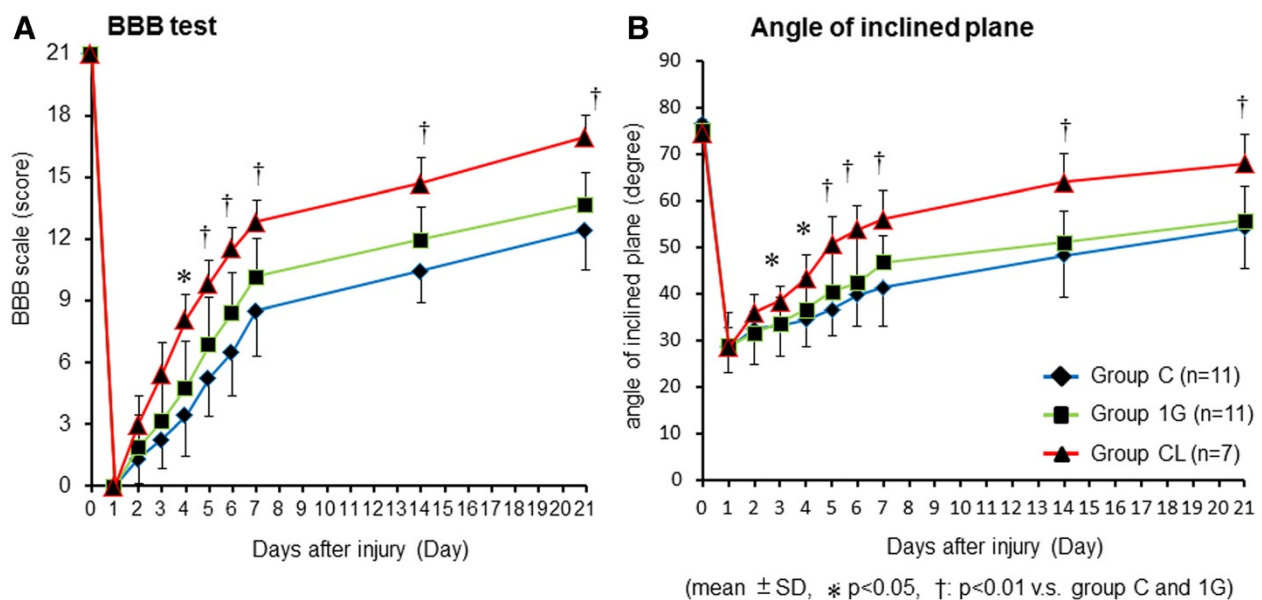 A BBB test
BBB scale (score)
21
18
15
12
9
6
3
0
† † † † † *
0 1 2 3 4 5 6 7 8 9 10 11 12 13 14 15 16 17 18 19 20 21
Days after injury (Day)
B Angle of inclined plane
angle of inclined plane (degree)
90
80
70
60
50
40
30
20
10
0
* * † † † † †
Group C (n=11)
Group 1G (n=11)
Group CL (n=7)
0 1 2 3 4 5 6 7 8 9 10 11 12 13 14 15 16 17 18 19 20 21
Days after injury (Day)
(mean ± SD, * p<0.05, †: p<0.01 v.s. group C and 1G)